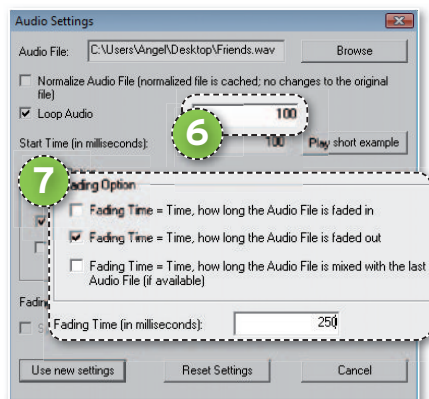 Audio Settings
Audio File: C:\Users\Angel\Desktop\Friends.wav Browse
Normalize Audio File (normalized file is cached; no changes to the original
file)
Loop Audio
100
6
Start Time (in milliseconds): 100 Play short example
7
ading Option
Fading Time = Time, how long the Audio File is faded in
Fading Time = Time, how long the Audio File is faded out
Fading Time = Time, how long the Audio File is mixed with the last
Audio File (if available)
Fadin
S
Fading Time (in milliseconds): 250
Use new settings Reset Settings Cancel